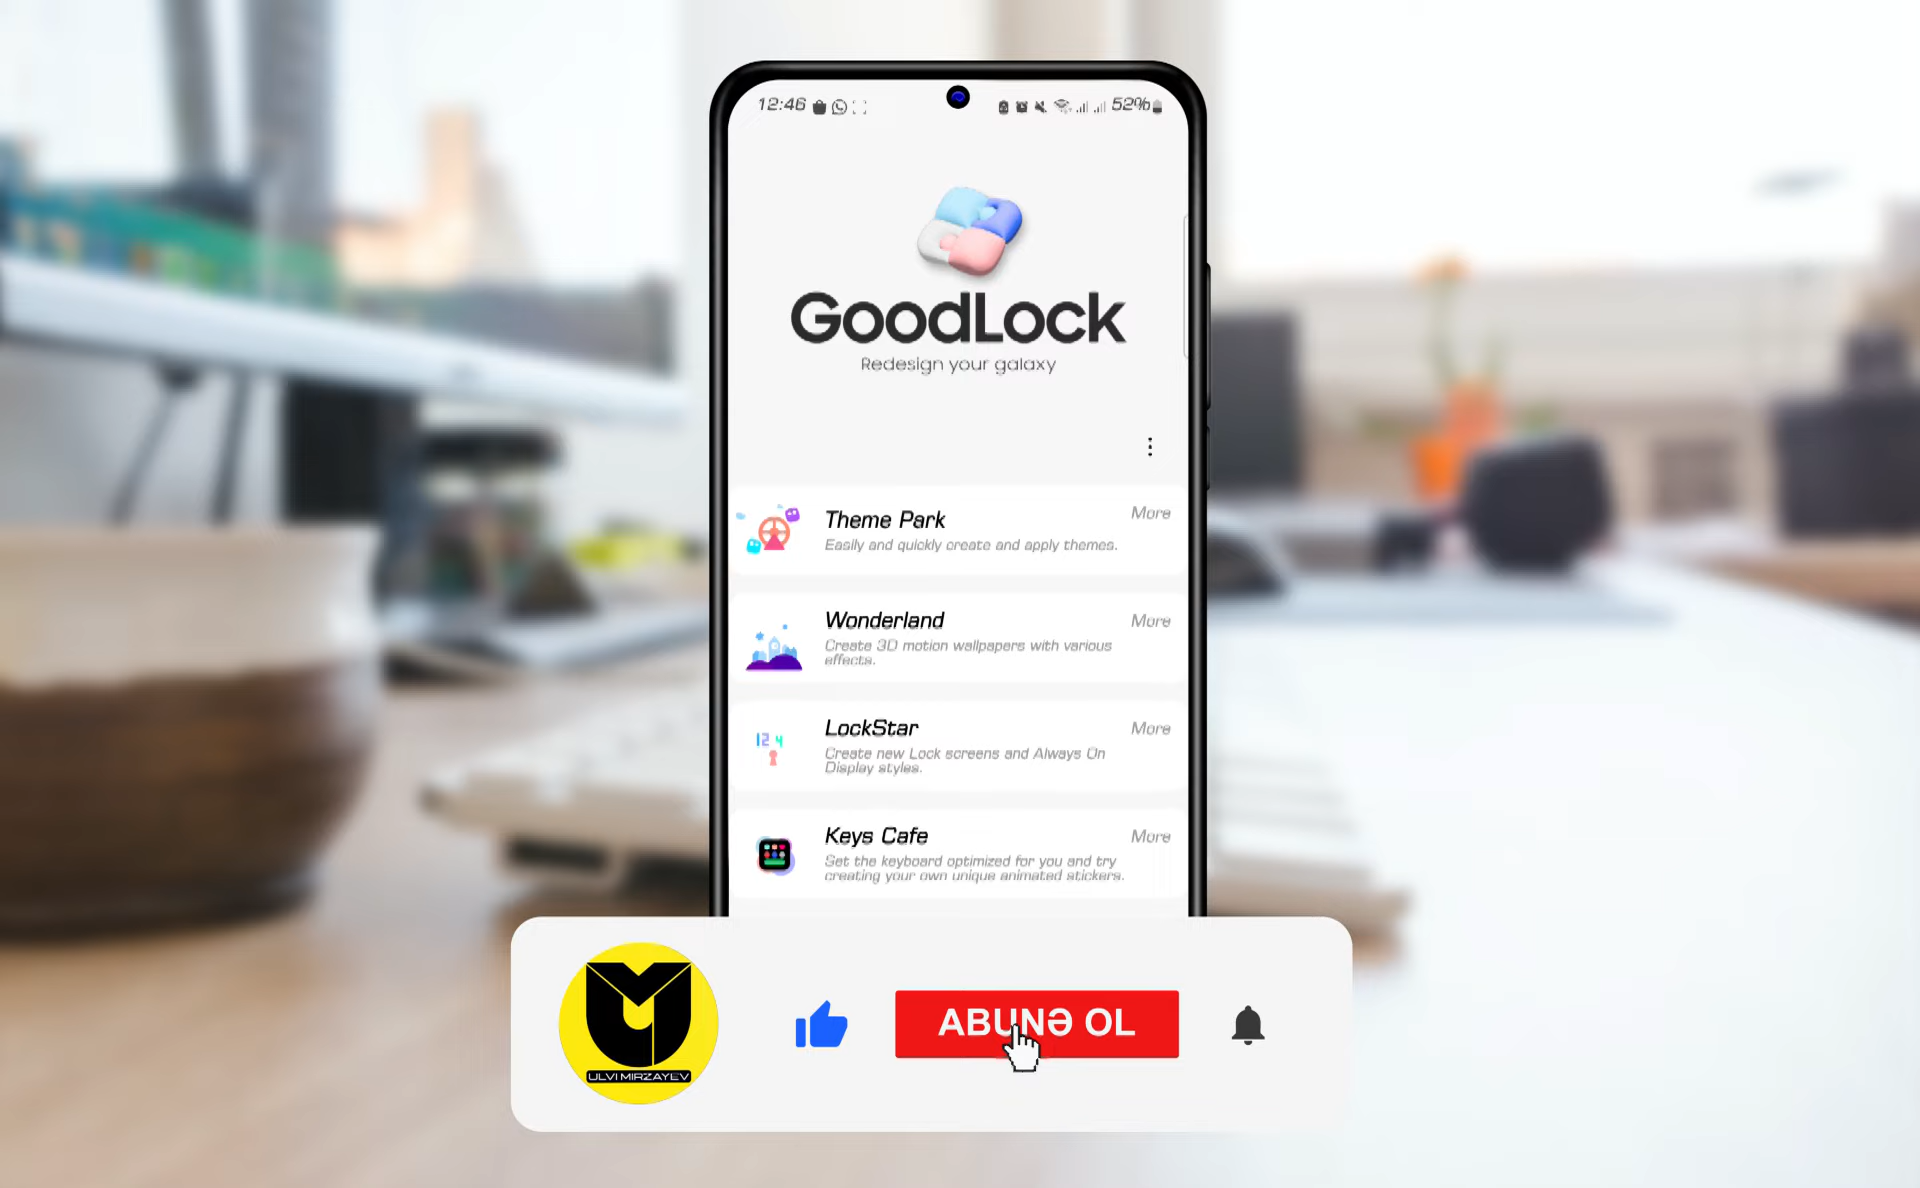 12:46
52%
GoodLock
Redesign your galaxy
Theme Park
More
Easily and quickly create and apply themes.
Wonderland
More
Create 3D motion wallpapers with various
effects.
12 4
LockStar
More
Create new Lock screens and Always On
Display styles.
Keys Cafe
More
Set the keyboard optimized for you and try
creating your own unique animated stickers.
ULVI MIRZAYEV
ABUNƏ OL